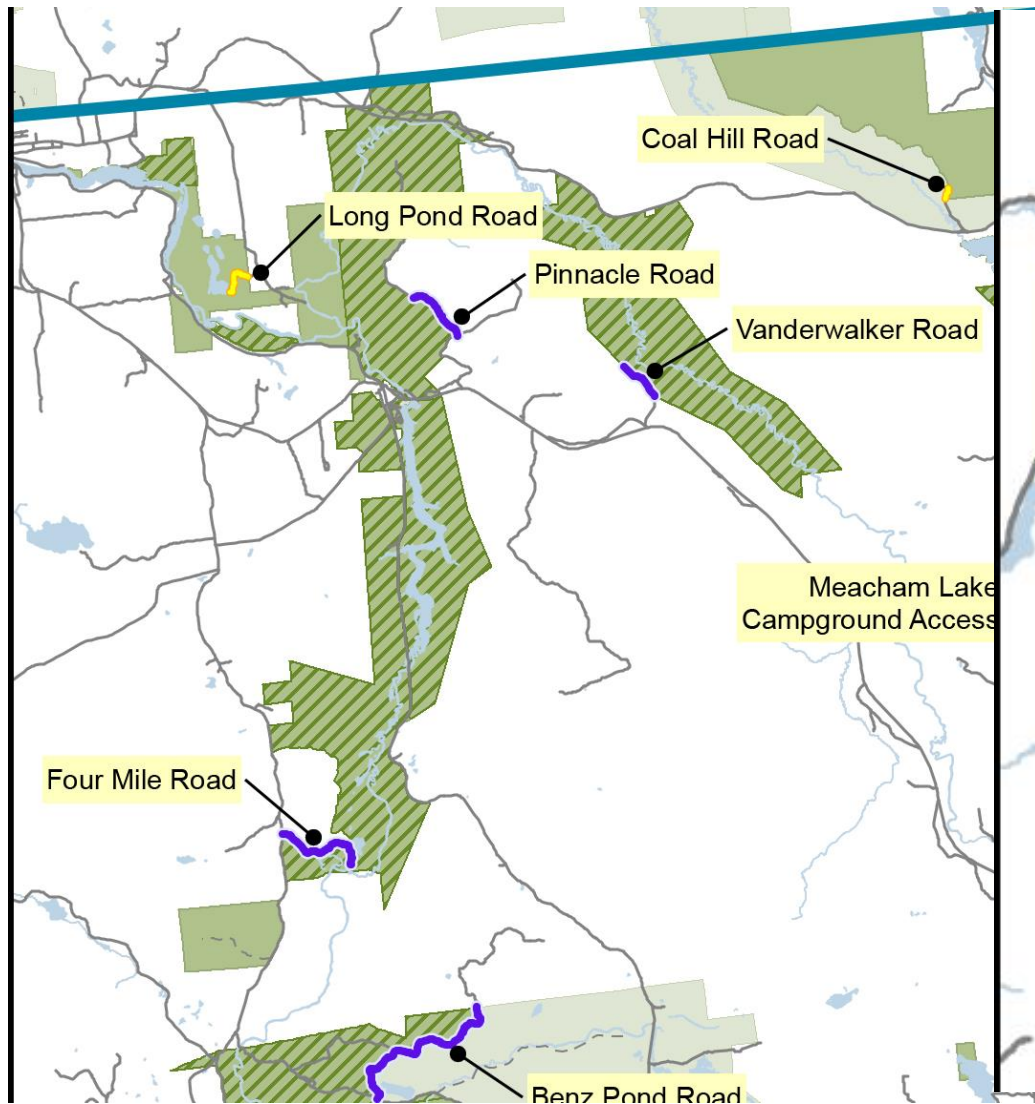 Coal Hill Road
Long Pond Road
Pinnacle Road
Vanderwalker Road
Meacham Lake
Campground Access
Four Mile Road
Benz Pond Road